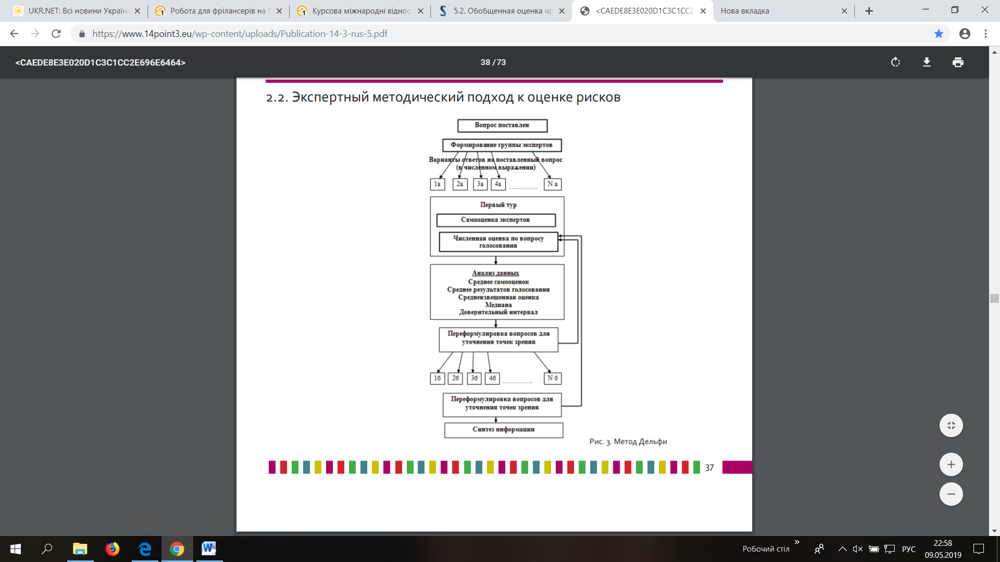 UKR.NET: Всі новини Україн
Робота для фрілансерів на F
Курсова міжнародні віднос
5.2. Обобщенная оценка чр
<CAEDE8E3E020D1C3C1CC2
Нова вкладка
https://www.14point3.eu/wp-content/uploads/Publication-14-3-rus-5.pdf
<CAEDE8E3E020D1C3C1CC2E696E6464>
38 / 73
2.2. Экспертный методический подход к оценке рисков
Вопрос поставлен
Формирование группы экспертов
Варианты ответов на поставленный вопрос
(в численном выражении)
1а 2а 3а 4а ............. N а
Первый тур
Самооценка экспертов
Численная оценка по вопросу
голосования
Анализ данных
Среднее самооценок
Среднее результатов голосования
Средневзвешенная оценка
Медиана
Доверительный интервал
Переформулировка вопросов для
уточнения точек зрения
1б 2б 3б 4б .............. N б
Переформулировка вопросов для
уточнения точек зрения
Синтез информации
Рис. 3. Метод Дельфи
37
Робочий стіл
РУС
22:58
09.05.2019